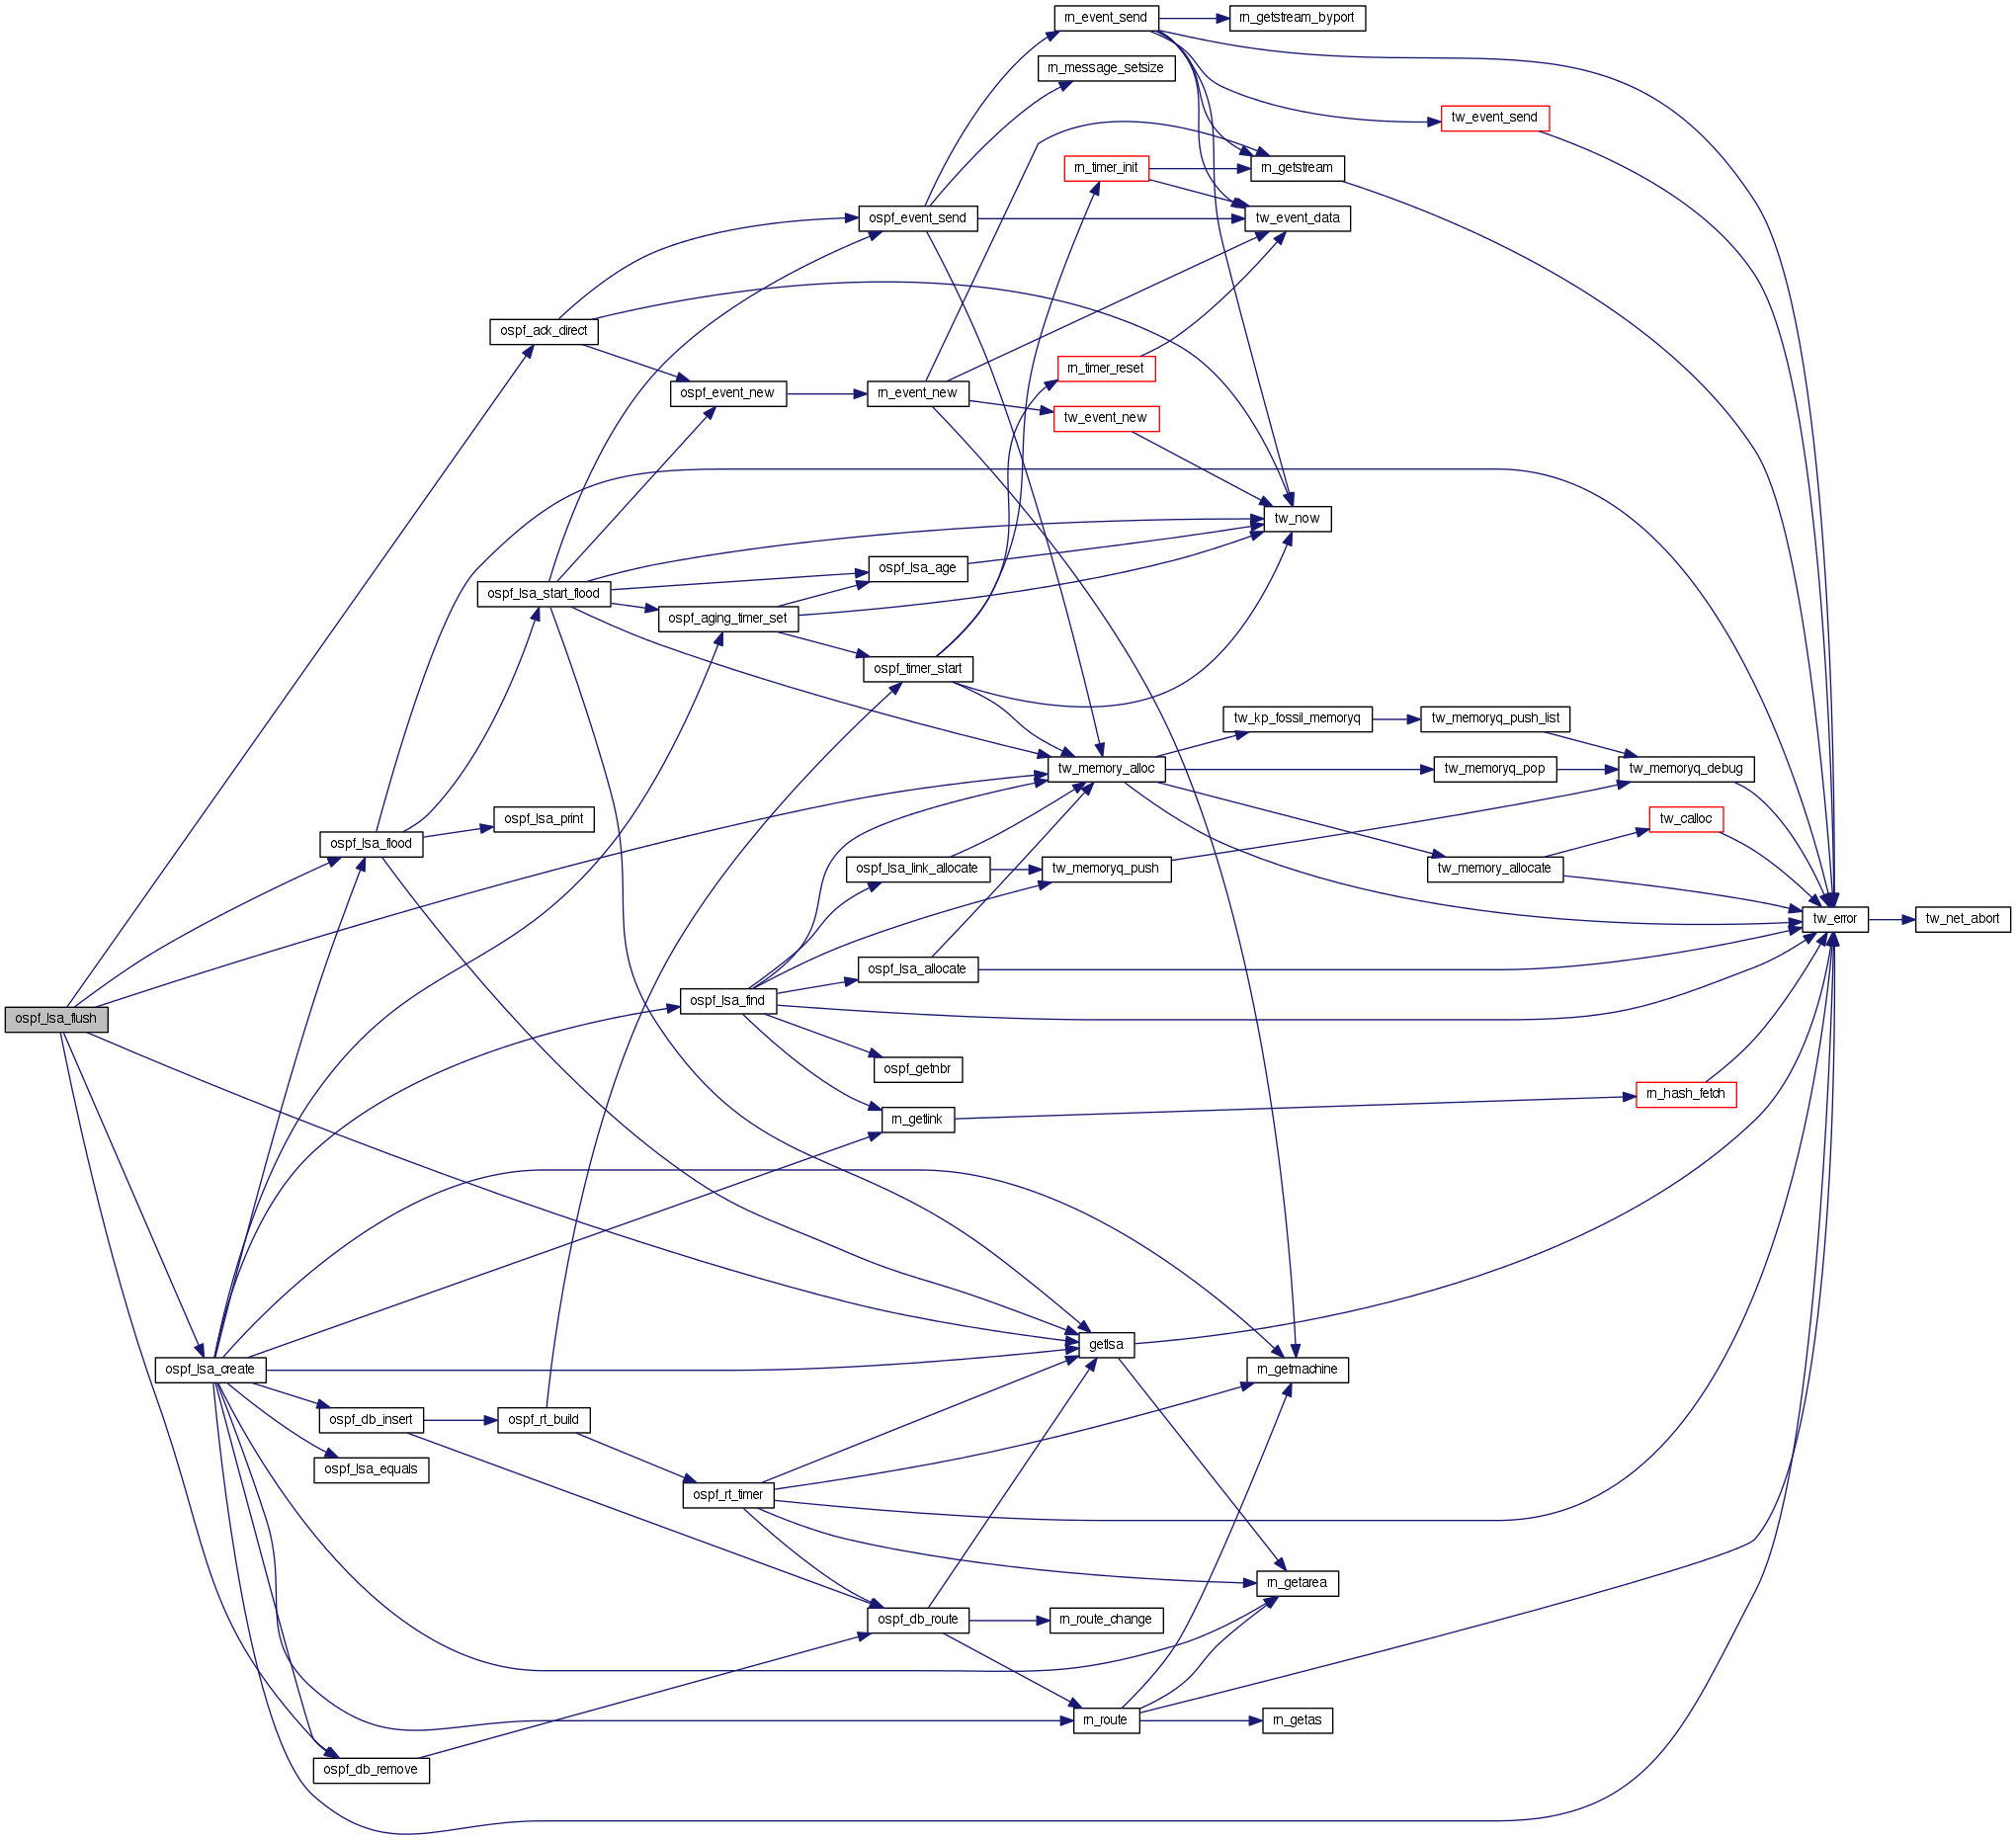 rn_event_send
rn_getstream_byport
rn_message_setsize
tw_event_send
rn_timer_init
rn_getstream
ospf_event_send
tw_event_data
ospf_ack_direct
rn_timer_reset
ospf_event_new
rn_event_new
tw_event_new
tw_now
ospf_lsa_age
ospf_lsa_start_flood
ospf_aging_timer_set
ospf_timer_start
tw_kp_fossil_memoryq
tw_memoryq_push_list
tw_memory_alloc
tw_memoryq_pop
tw_memoryq_debug
ospf_lsa_print
tw_calloc
ospf_lsa_flood
ospf_lsa_link_allocate
tw_memoryq_push
tw_memory_allocate
tw_error
tw_net_abort
ospf_lsa_allocate
ospf_lsa_find
ospf_lsa_flush
ospf_getnbr
rn_hash_fetch
rn_getlink
getlsa
ospf_lsa_create
rn_getmachine
ospf_db_insert
ospf_rt_build
ospf_lsa_equals
ospf_rt_timer
rn_getarea
ospf_db_route
rn_route_change
rn_route
rn_getas
ospf_db_remove